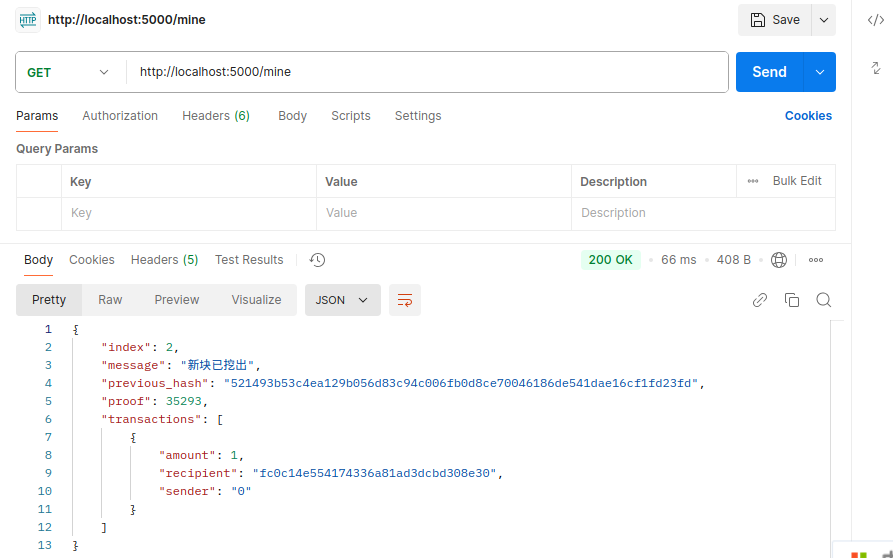 HTTP http://localhost:5000/mine Save
GET http://localhost:5000/mine Send
Params Authorization Headers (6) Body Scripts Settings Cookies
Query Params
Key Value Description Bulk Edit
Key Value Description
Body Cookies Headers (5) Test Results 200 OK 66 ms 408 B
Pretty Raw Preview Visualize JSON
1 {
2 "index": 2,
3 "message": "新块已挖出",
4 "previous_hash": "521493b53c4ea129b056d83c94c006fb0d8ce70046186de541dae16cf1fd23fd",
5 "proof": 35293,
6 "transactions": [
7 {
8 "amount": 1,
9 "recipient": "fc0c14e554174336a81ad3dcbd308e30",
10 "sender": "0"
11 }
12 ]
13 }